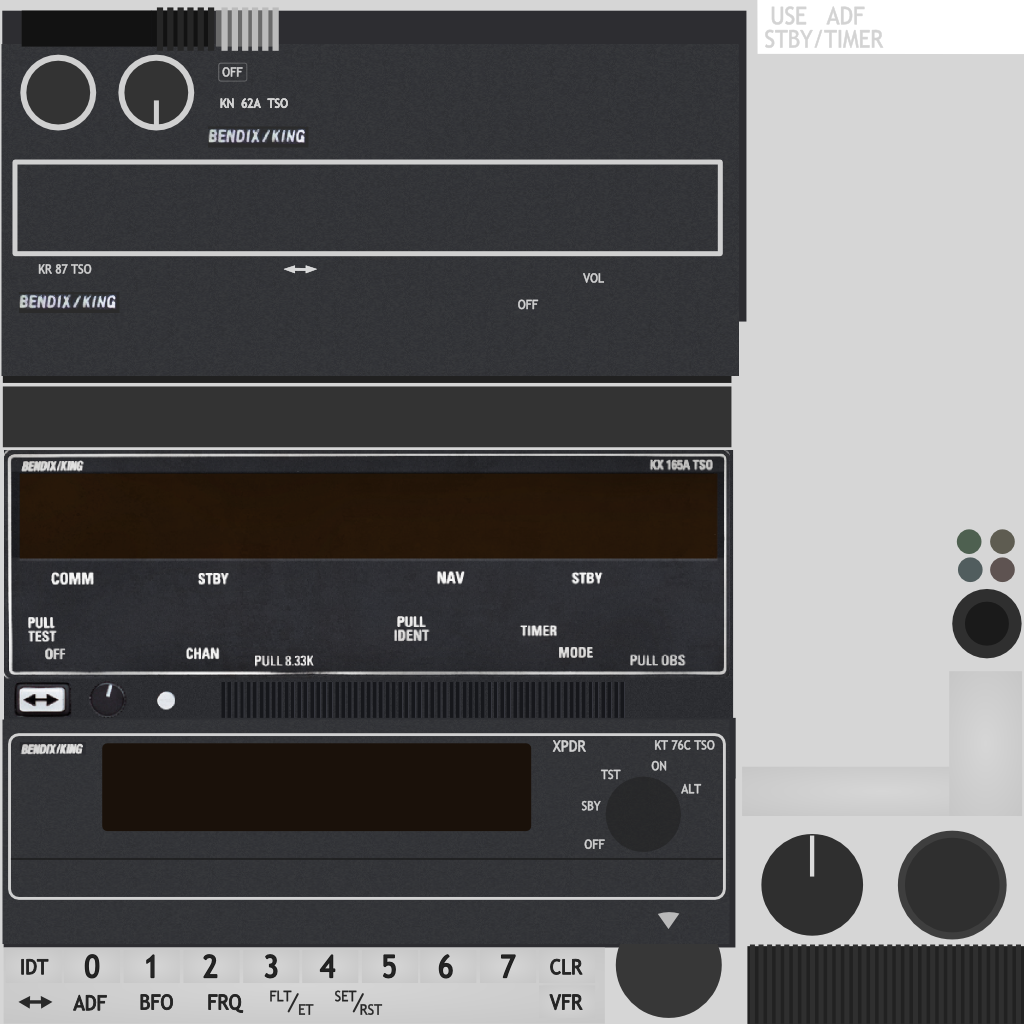 USE ADF
STBY/TIMER
OFF
KN 62A TSO
BENDIX/KING
KR 87 TSO
VOL
BENDIX/KING
OFF
BENDIX/KING
KX 165A TSO
COMM
STBY
NAV
STBY
PULL
TEST
OFF
CHAN
PULL 8.33K
PULL
IDENT
TIMER
MODE
PULL OBS
BENDIX/KING
XPDR
KT 76C TSO
TST
ON
ALT
SBY
OFF
IDT 0 1 2 3 4 5 6 7 CLR
ADF BFO FRQ FLT/ET SET/RST VFR